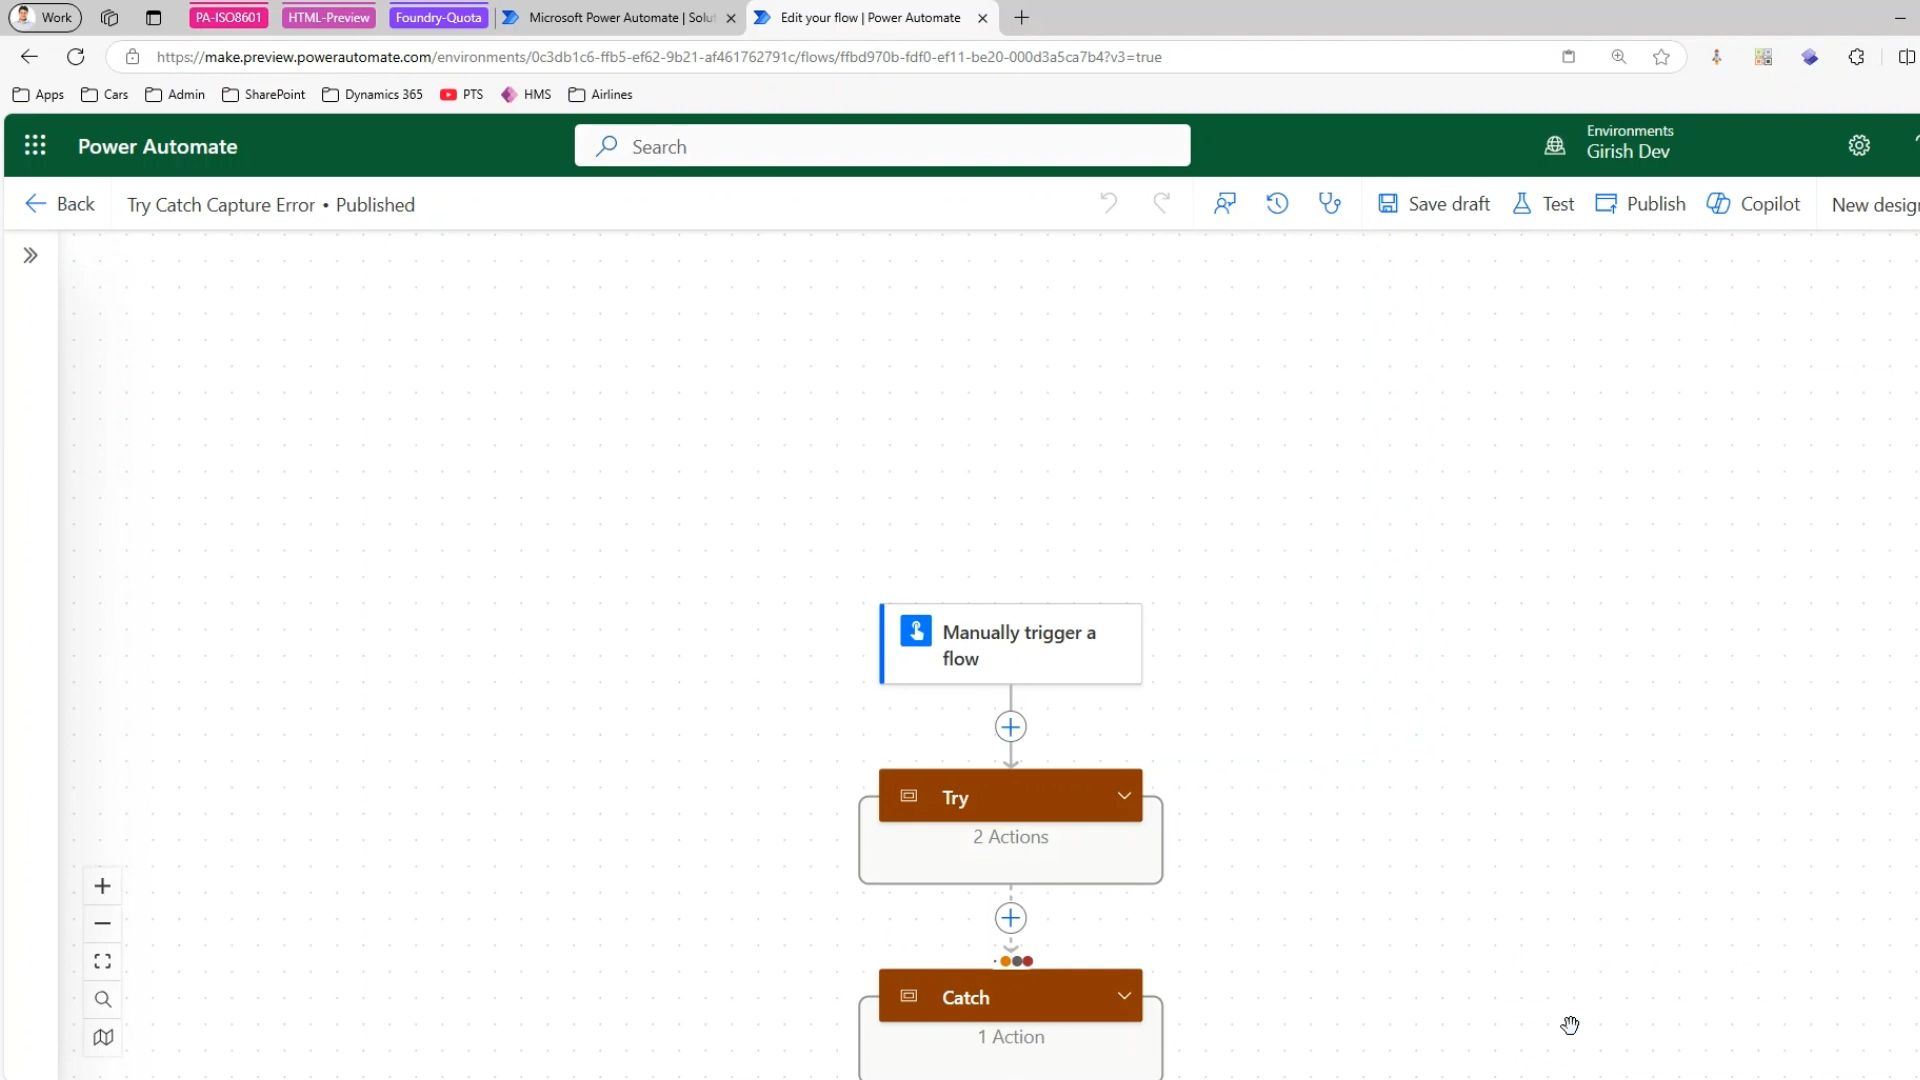 Work
PA-ISO8601
HTML-Preview
Foundry-Quota
Microsoft Power Automate | Solu
Edit your flow | Power Automate
https://make.preview.powerautomate.com/environments/0c3db1c6-ffb5-ef62-9b21-af461762791c/flows/ffbd970b-fdf0-ef11-be20-000d3a5ca7b4?v3=true
Apps
Cars
Admin
SharePoint
Dynamics 365
PTS
HMS
Airlines
Power Automate
Search
Environments
Girish Dev
Back
Try Catch Capture Error • Published
Save draft
Test
Publish
Copilot
New design
Manually trigger a
flow
Try
2 Actions
Catch
1 Action